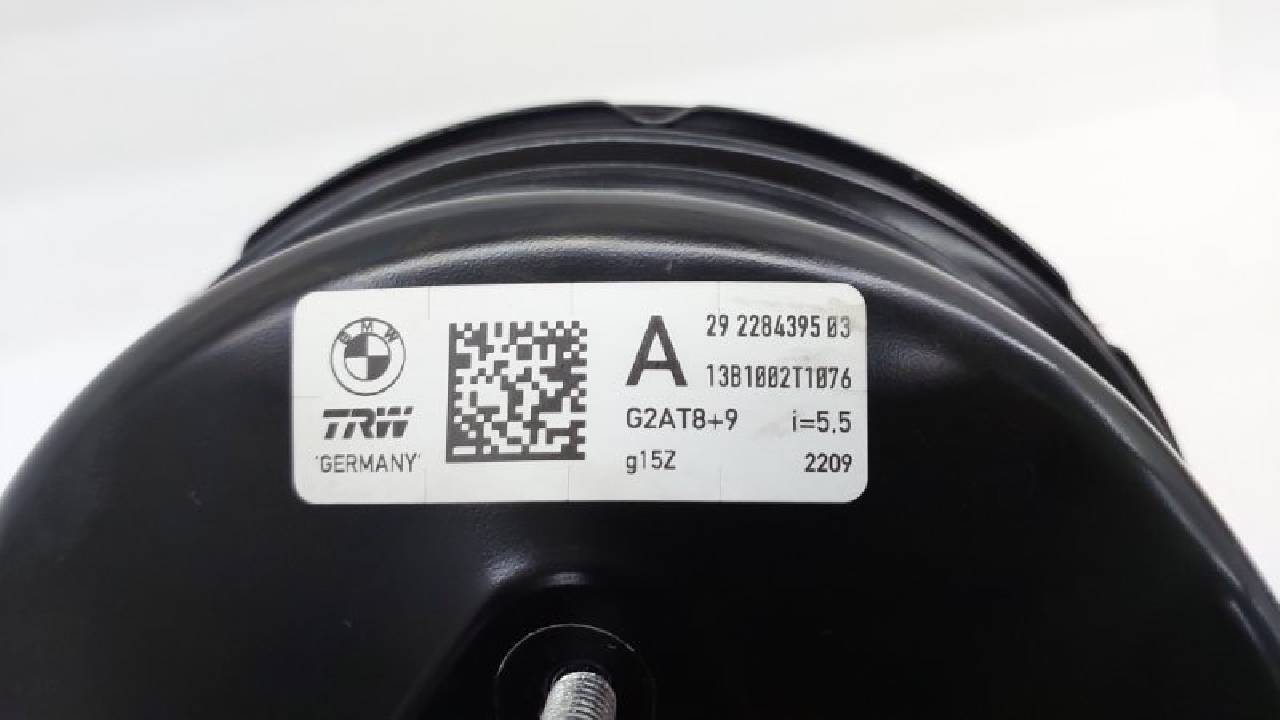 BMW
TRW
'GERMANY'
A
29 2284395 03
13B1002T1076
G2AT8+9 i=5.5
g15Z 2209